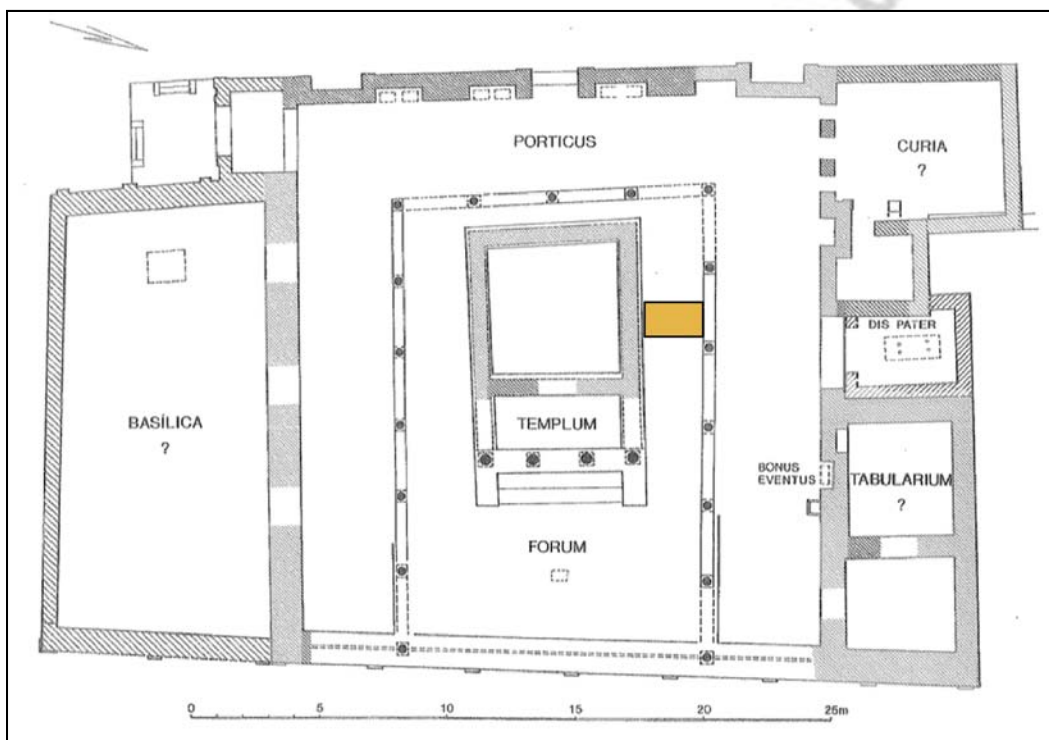 PORTICUS
CURIA
?
DIS PATER
BASÍLICA
?
TEMPLUM
BONUS
EVENTUS
TABULARIUM
?
FORUM
0 5 10 15 20 25m